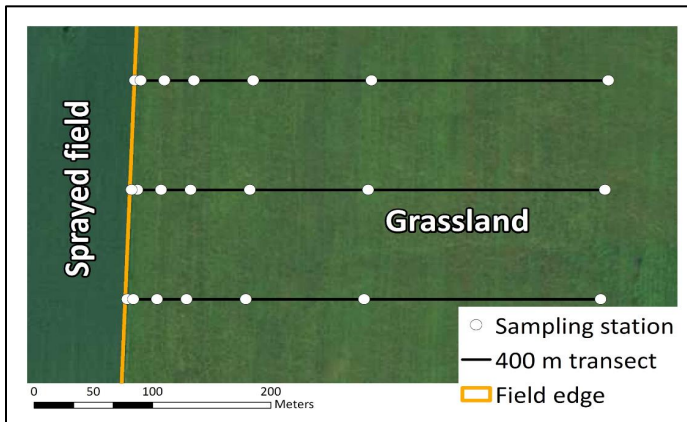 Sprayed field
Grassland
Sampling station
400 m transect
Field edge
0 50 100 200
Meters